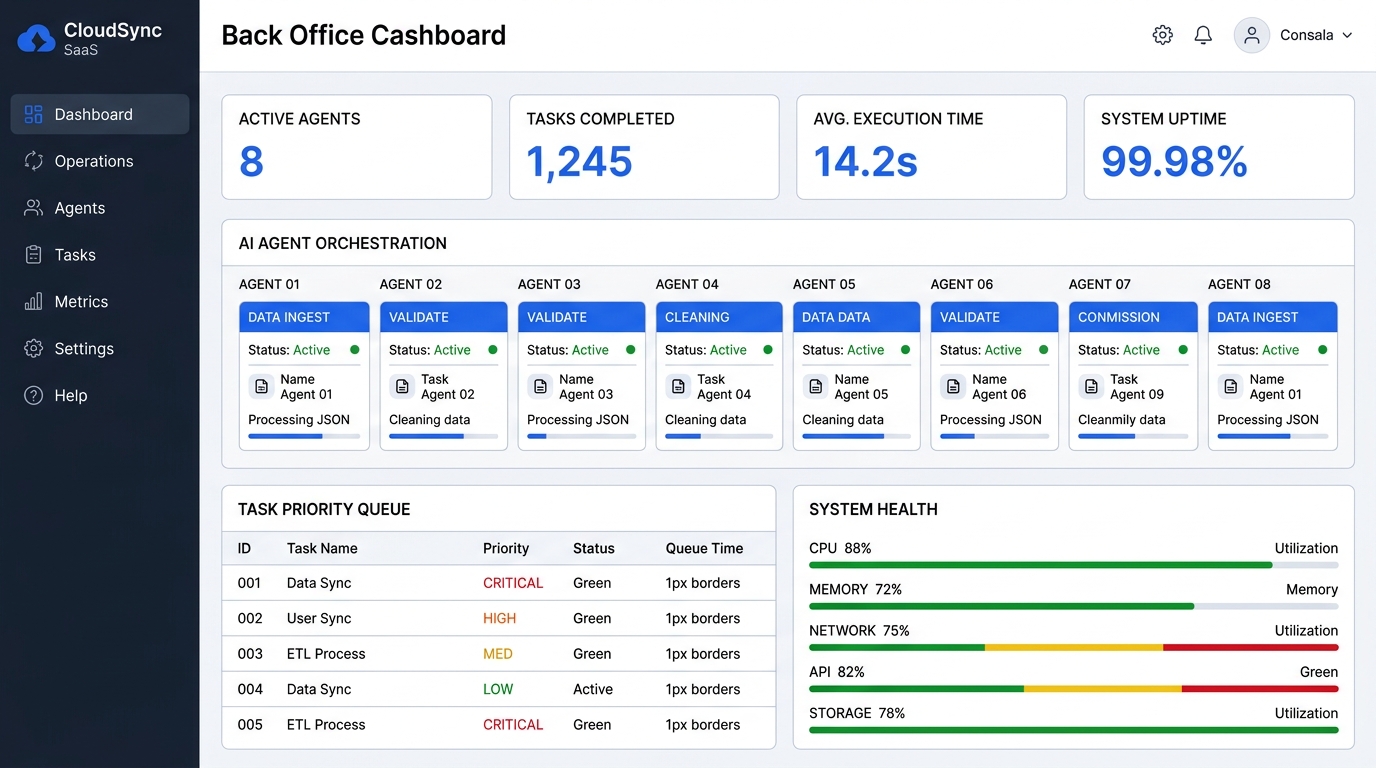 CloudSync
SaaS
Dashboard
Operations
Agents
Tasks
Metrics
Settings
Help
Back Office Cashboard
Consala
ACTIVE AGENTS
8
TASKS COMPLETED
1,245
AVG. EXECUTION TIME
14.2s
SYSTEM UPTIME
99.98%
AI AGENT ORCHESTRATION
AGENT 01
DATA INGEST
Status: Active
Name
Agent 01
Processing JSON
AGENT 02
VALIDATE
Status: Active
Task
Agent 02
Cleaning data
AGENT 03
VALIDATE
Status: Active
Name
Agent 03
Processing JSON
AGENT 04
CLEANING
Status: Active
Task
Agent 04
Cleaning data
AGENT 05
DATA DATA
Status: Active
Name
Agent 05
Cleaning data
AGENT 06
VALIDATE
Status: Active
Name
Agent 06
Processing JSON
AGENT 07
CONMISSION
Status: Active
Task
Agent 09
Cleanmily data
AGENT 08
DATA INGEST
Status: Active
Name
Agent 01
Processing JSON
TASK PRIORITY QUEUE
ID Task Name Priority Status Queue Time
001 Data Sync CRITICAL Green 1px borders
002 User Sync HIGH Green 1px borders
003 ETL Process MED Green 1px borders
004 Data Sync LOW Active 1px borders
005 ETL Process CRITICAL Green 1px borders
SYSTEM HEALTH
CPU 88% Utilization
MEMORY 72% Memory
NETWORK 75% Utilization
API 82% Green
STORAGE 78% Utilization